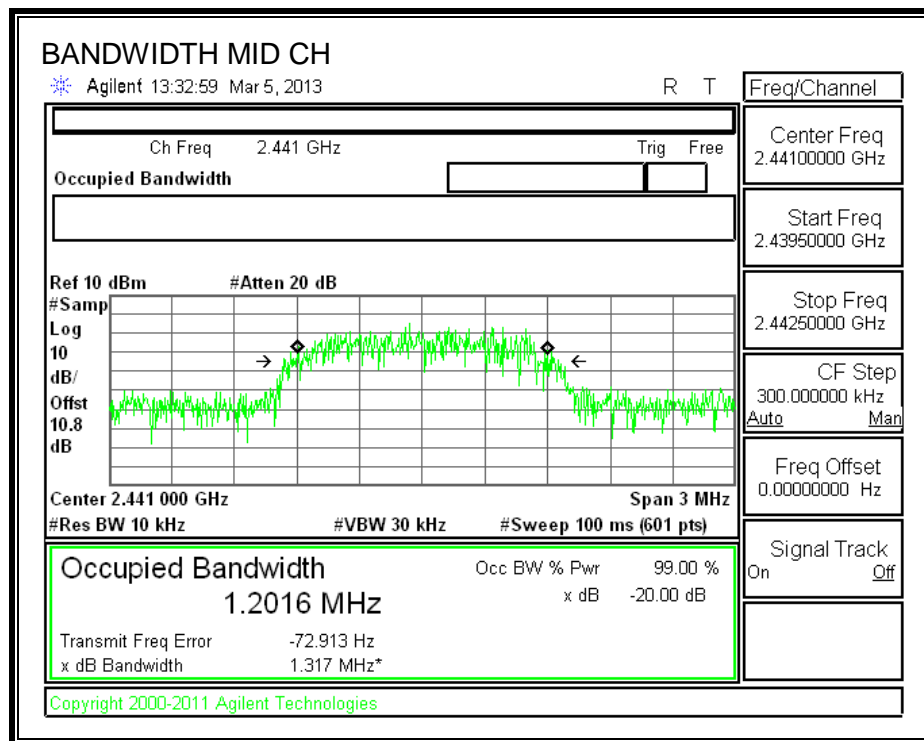 BANDWIDTH MID CH
Agilent 13:32:59 Mar 5, 2013 R T
Freq/Channel
Ch Freq 2.441 GHz Trig Free
Occupied Bandwidth
Center Freq
2.44100000 GHz
Start Freq
2.43950000 GHz
Stop Freq
2.44250000 GHz
CF Step
300.000000 kHz
Auto Man
Freq Offset
0.00000000 Hz
Signal Track
On Off
Ref 10 dBm #Atten 20 dB
#Samp
Log
10
dB/
Offst
10.8
dB
Center 2.441 000 GHz Span 3 MHz
#Res BW 10 kHz #VBW 30 kHz #Sweep 100 ms (601 pts)
Occupied Bandwidth Occ BW % Pwr 99.00 %
1.2016 MHz x dB -20.00 dB
Transmit Freq Error -72.913 Hz
x dB Bandwidth 1.317 MHz*
Copyright 2000-2011 Agilent Technologies